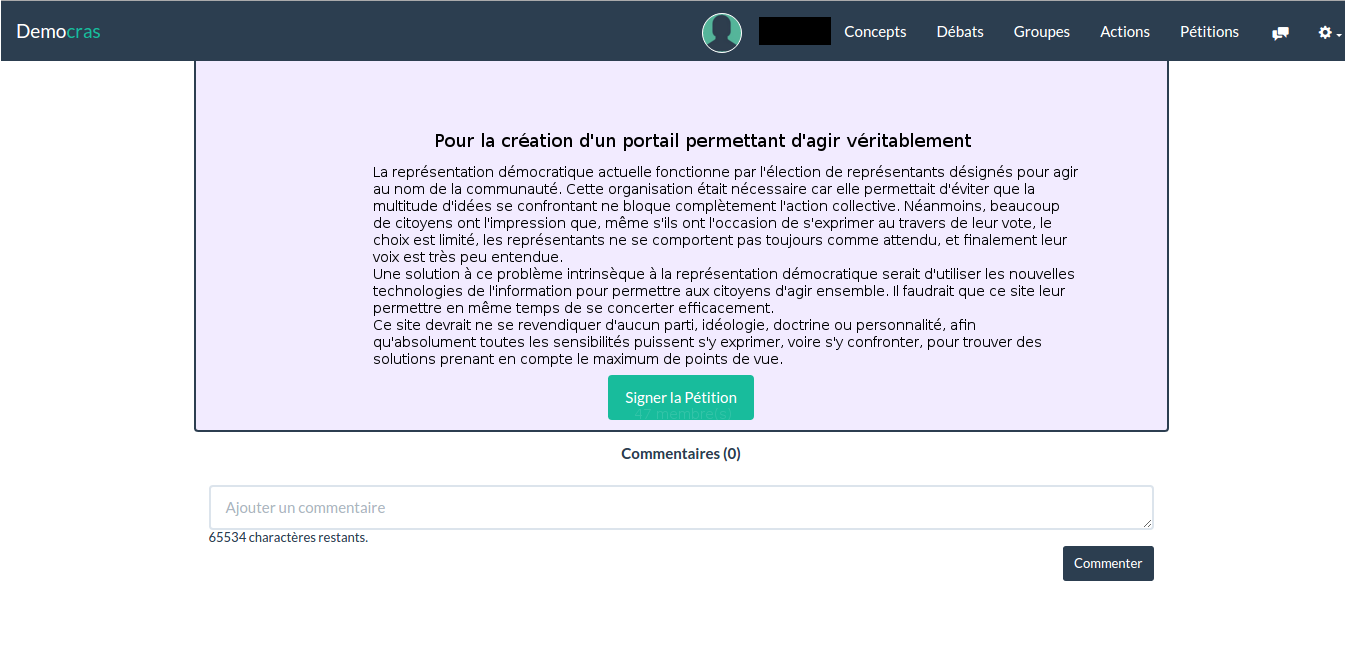 Democras
Concepts
Débats
Groupes
Actions
Pétitions
Pour la création d'un portail permettant d'agir véritablement
La représentation démocratique actuelle fonctionne par l'élection de représentants désignés pour agir
au nom de la communauté. Cette organisation était nécessaire car elle permettait d'éviter que la
multitude d'idées se confrontant ne bloque complètement l'action collective. Néanmoins, beaucoup
de citoyens ont l'impression que, même s'ils ont l'occasion de s'exprimer au travers de leur vote, le
choix est limité, les représentants ne se comportent pas toujours comme attendu, et finalement leur
voix est très peu entendue.
Une solution à ce problème intrinsèque à la représentation démocratique serait d'utiliser les nouvelles
technologies de l'information pour permettre aux citoyens d'agir ensemble. Il faudrait que ce site leur
permettre en même temps de se concerter efficacement.
Ce site devrait ne se revendiquer d'aucun parti, idéologie, doctrine ou personnalité, afin
qu'absolument toutes les sensibilités puissent s'y exprimer, voire s'y confronter, pour trouver des
solutions prenant en compte le maximum de points de vue.
Signer la Pétition
47 membre(s)
Commentaires (0)
Ajouter un commentaire
65534 charactères restants.
Commenter